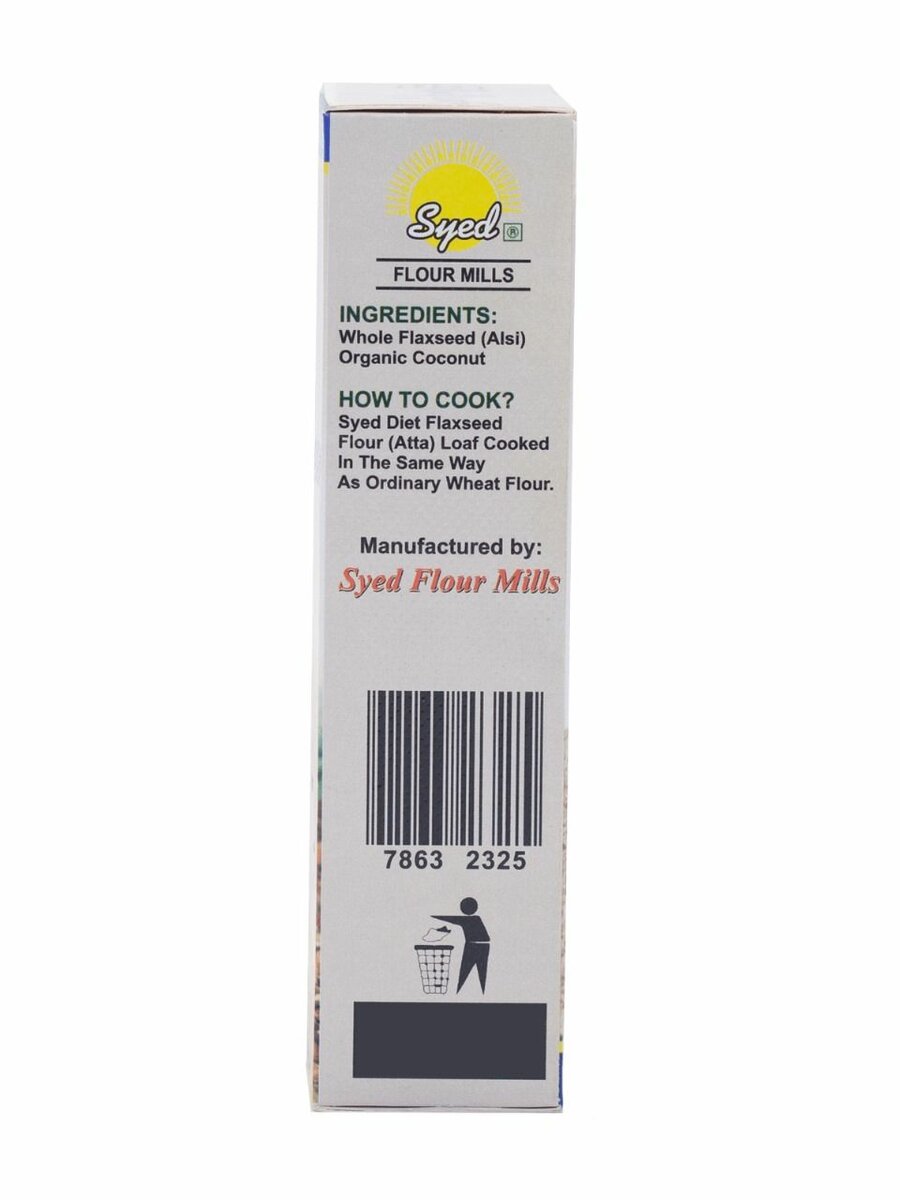 Syed ®
FLOUR MILLS
INGREDIENTS:
Whole Flaxseed (Alsi)
Organic Coconut
HOW TO COOK?
Syed Diet Flaxseed
Flour (Atta) Loaf Cooked
In The Same Way
As Ordinary Wheat Flour.
Manufactured by:
Syed Flour Mills
7863 2325